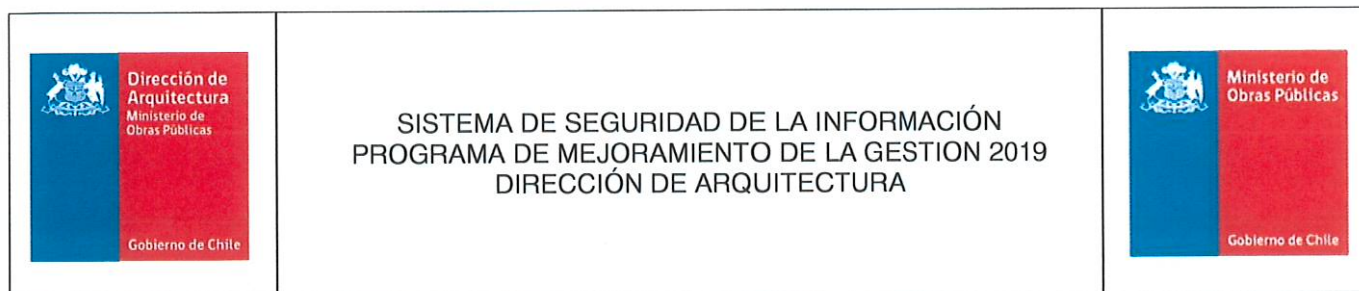 Dirección de
Arquitectura
Ministerio de
Obras Públicas
Gobierno de Chile
SISTEMA DE SEGURIDAD DE LA INFORMACIÓN
PROGRAMA DE MEJORAMIENTO DE LA GESTION 2019
DIRECCIÓN DE ARQUITECTURA
Ministerio de
Obras Públicas
Gobierno de Chile